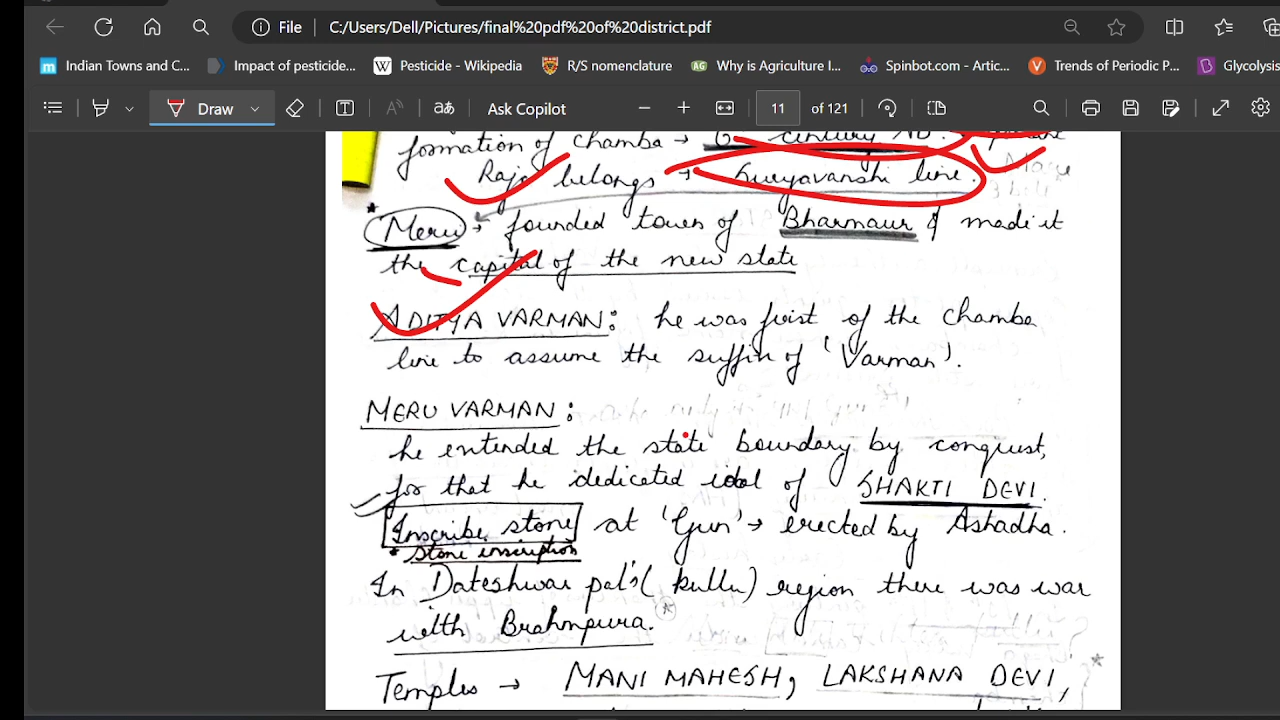 File C:/Users/Dell/Pictures/final%20pdf%20of%20district.pdf
Indian Towns and C... Impact of pesticide... Pesticide - Wikipedia R/S nomenclature Why is Agriculture I... Spinbot.com - Artic... Trends of Periodic P... Glycolysis
Draw Ask Copilot 11 of 121
formation of chamba → 6 century AD.
Raja belongs → Sureyavanshi line.
* Meru → founded town of Bharmaur & made it
the capital of the new state
ADITYA VARMAN: he was first of the chamba
line to assume the suffix of 'Varman'.
MERU VARMAN:
he extended the state boundary by conquest,
for that he dedicated idol of SHAKTI DEVI.
Inscribe stone at 'Gun' → erected by Ashadha.
* Stone inscription
In Dateshwar pal's (kullu) region there was war
with Brahmpura.
Temples → MANI MAHESH, LAKSHANA DEVI,